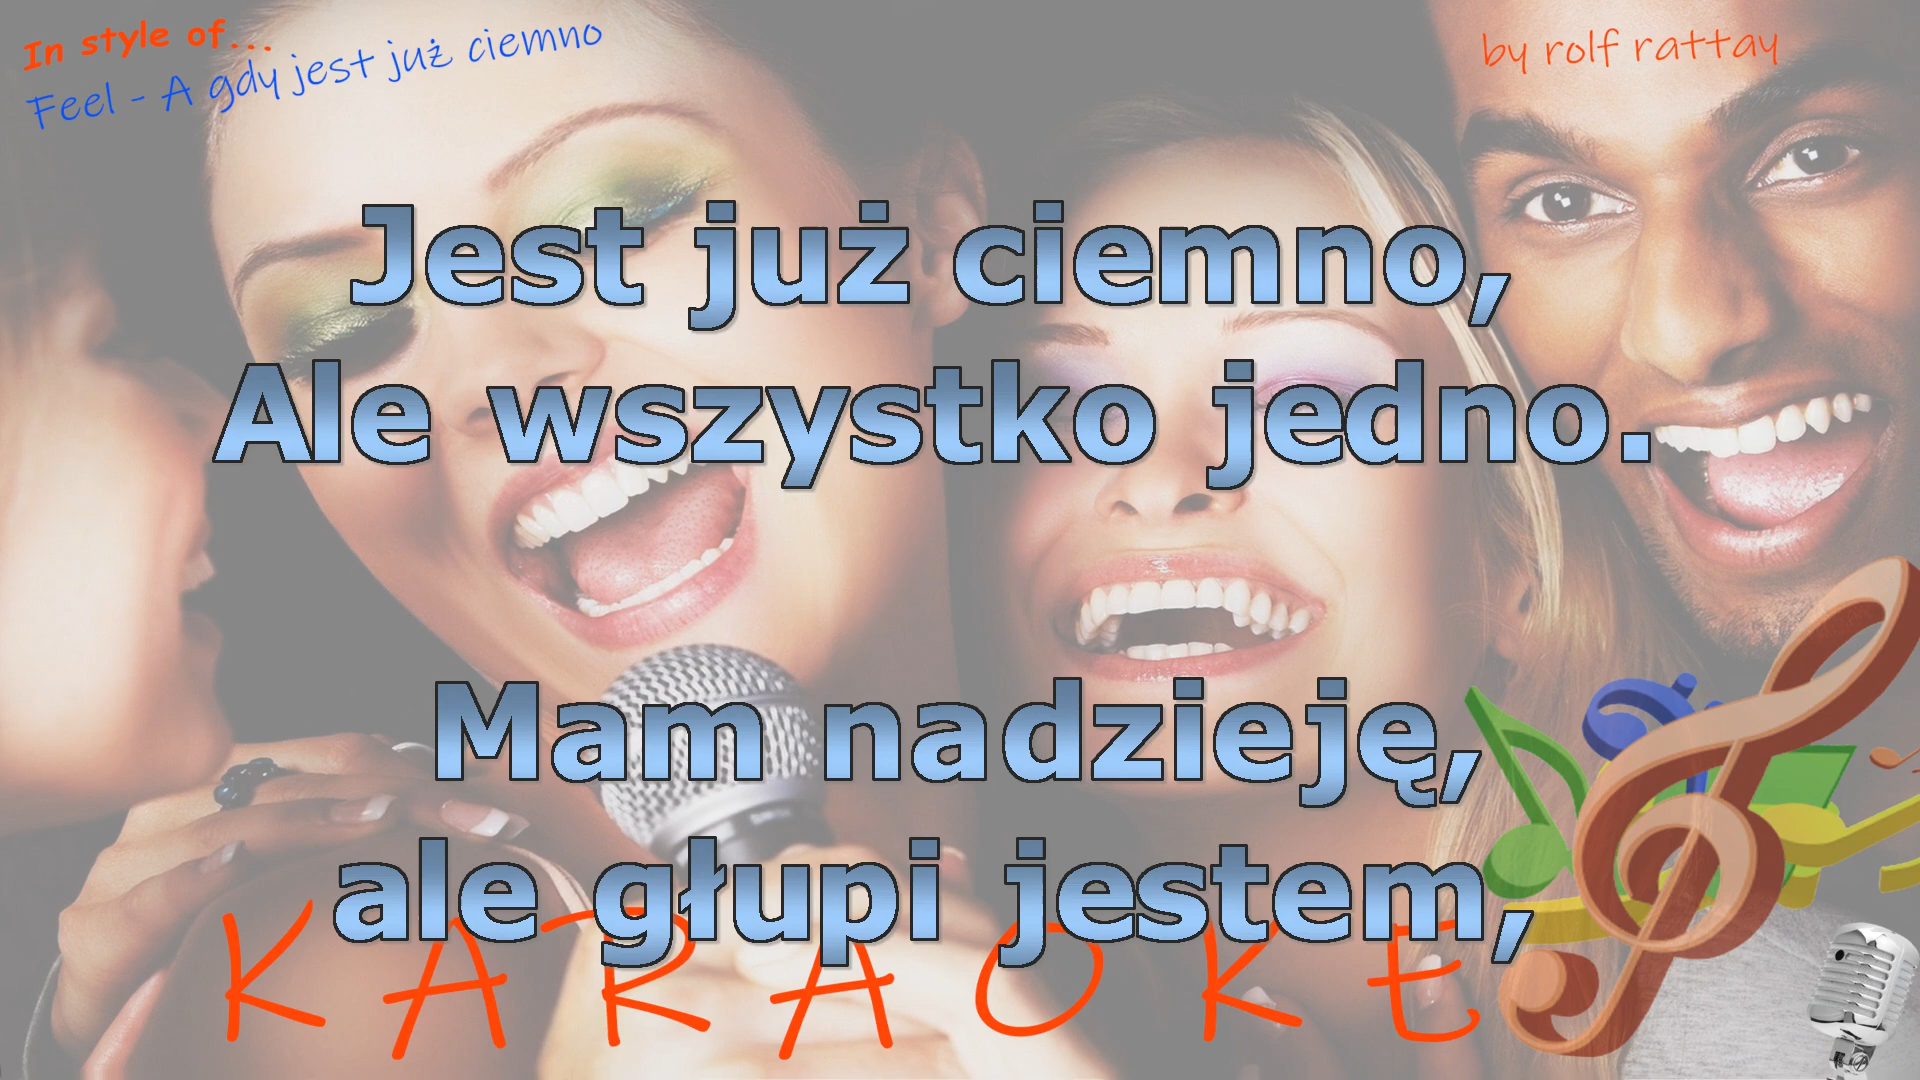 In style of...
Feel - A gdy jest już ciemno
by rolf rattay
Jest już ciemno,
Ale wszystko jedno.
Mam nadzieję,
ale głupi jestem,
KARAOKE